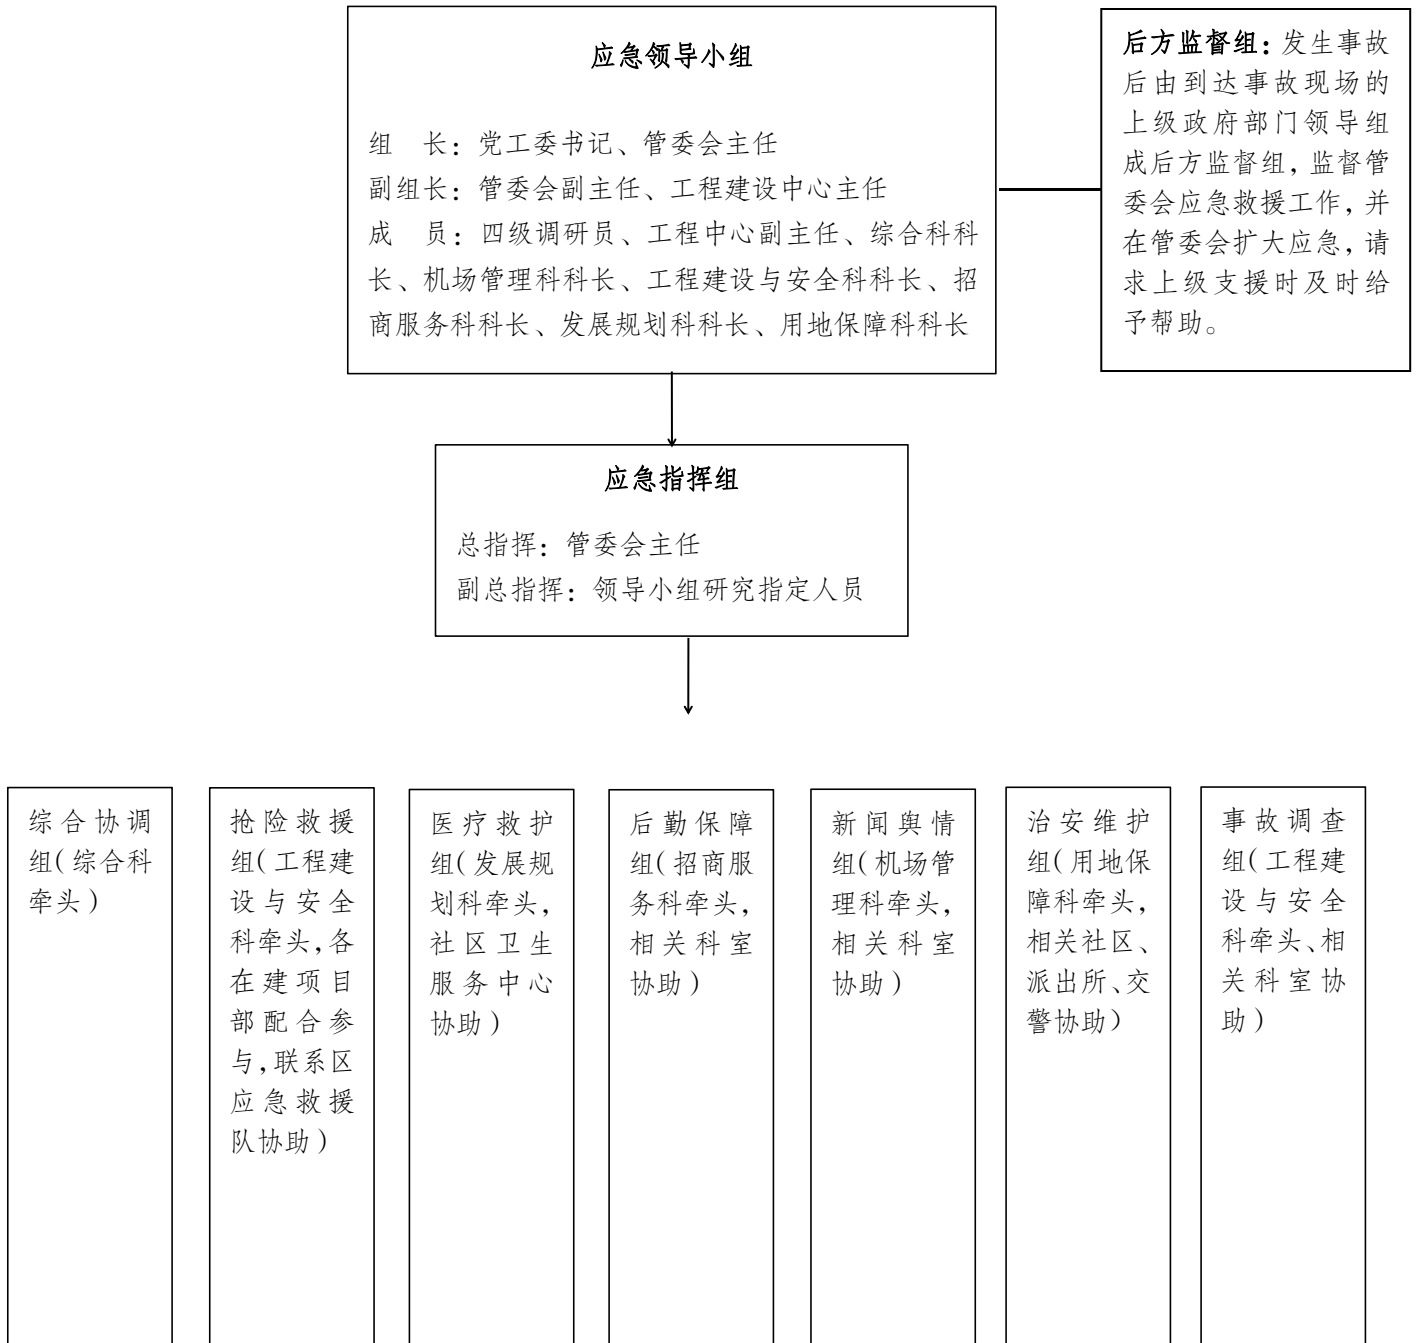 应急领导小组
组　长：党工委书记、管委会主任
副组长：管委会副主任、工程建设中心主任
成　员：四级调研员、工程中心副主任、综合科科
长、机场管理科科长、工程建设与安全科科长、招
商服务科科长、发展规划科科长、用地保障科科长
后方监督组：发生事故
后由到达事故现场的
上级政府部门领导组
成后方监督组，监督管
委会应急救援工作，并
在管委会扩大应急，请
求上级支援时及时给
予帮助。
应急指挥组
总指挥：管委会主任
副总指挥：领导小组研究指定人员
综合协调
组（综合科
牵头）
抢险救援
组（工程建
设与安全
科牵头，各
在建项目
部配合参
与，联系区
应急救援
队协助）
医疗救护
组（发展规
划科牵头，
社区卫生
服务中心
协助）
后勤保障
组（招商服
务科牵头，
相关科室
协助）
新闻舆情
组（机场管
理科牵头，
相关科室
协助）
治安维护
组（用地保
障科牵头，
相关社区、
派出所、交
警协助）
事故调查
组（工程建
设与安全
科牵头、相
关科室协
助）